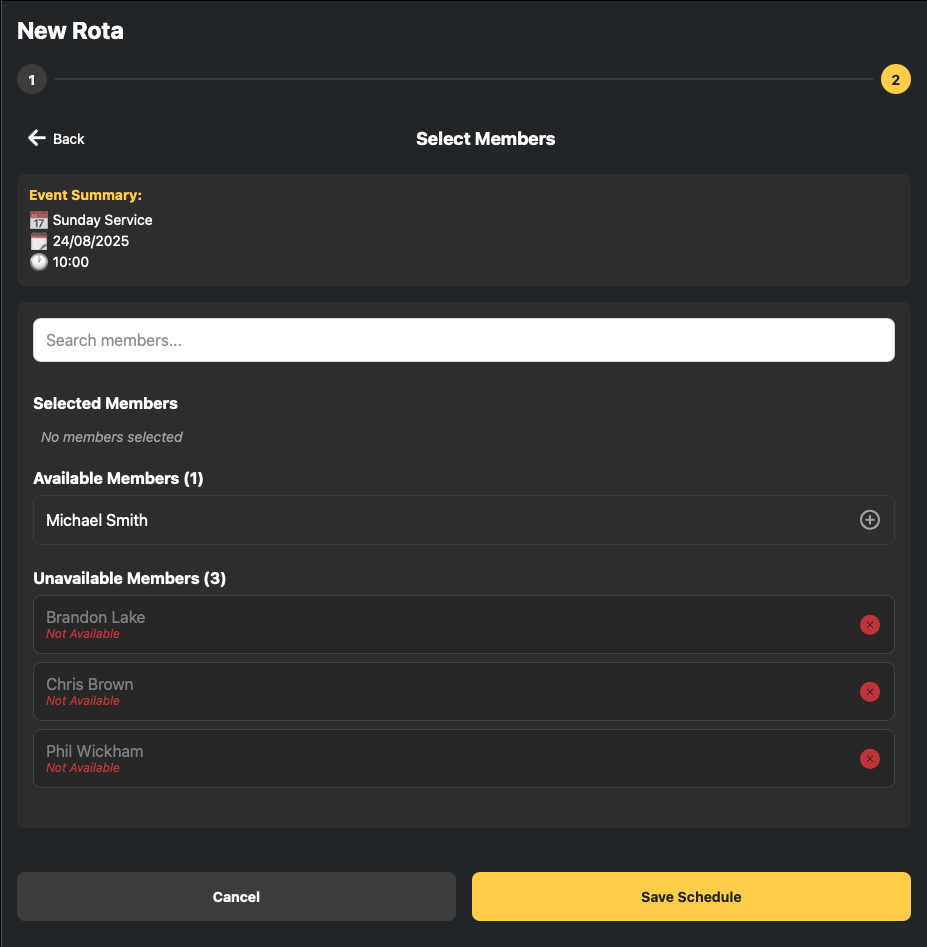 New Rota
1
2
Back
Select Members
Event Summary:
17
Sunday Service
24/08/2025
10:00
Search members...
Selected Members
No members selected
Available Members (1)
Michael Smith
Unavailable Members (3)
Brandon Lake
Not Available
Chris Brown
Not Available
Phil Wickham
Not Available
Cancel
Save Schedule